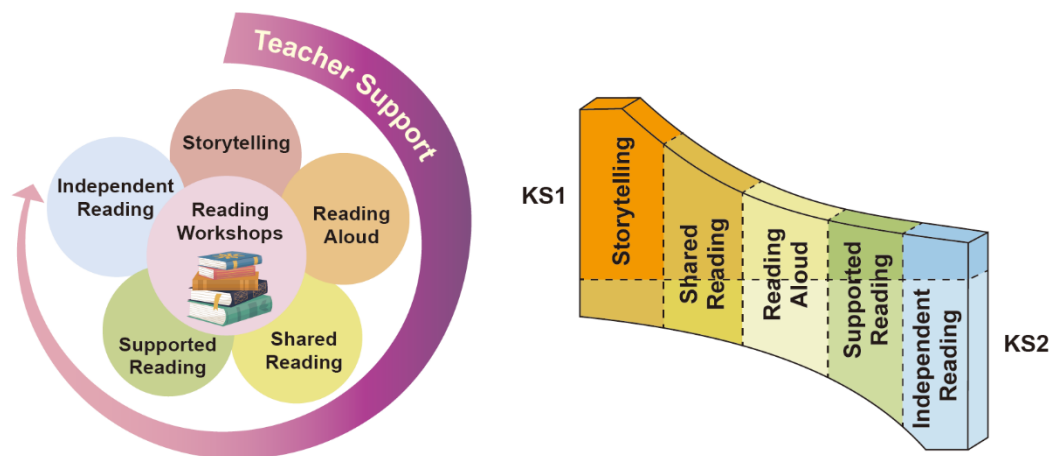 Teacher Support
Storytelling
Independent
Reading
Reading
Workshops
Reading
Aloud
Supported
Reading
Shared
Reading
KS1
Storytelling
Shared
Reading
Reading
Aloud
Supported
Reading
Independent
Reading
KS2